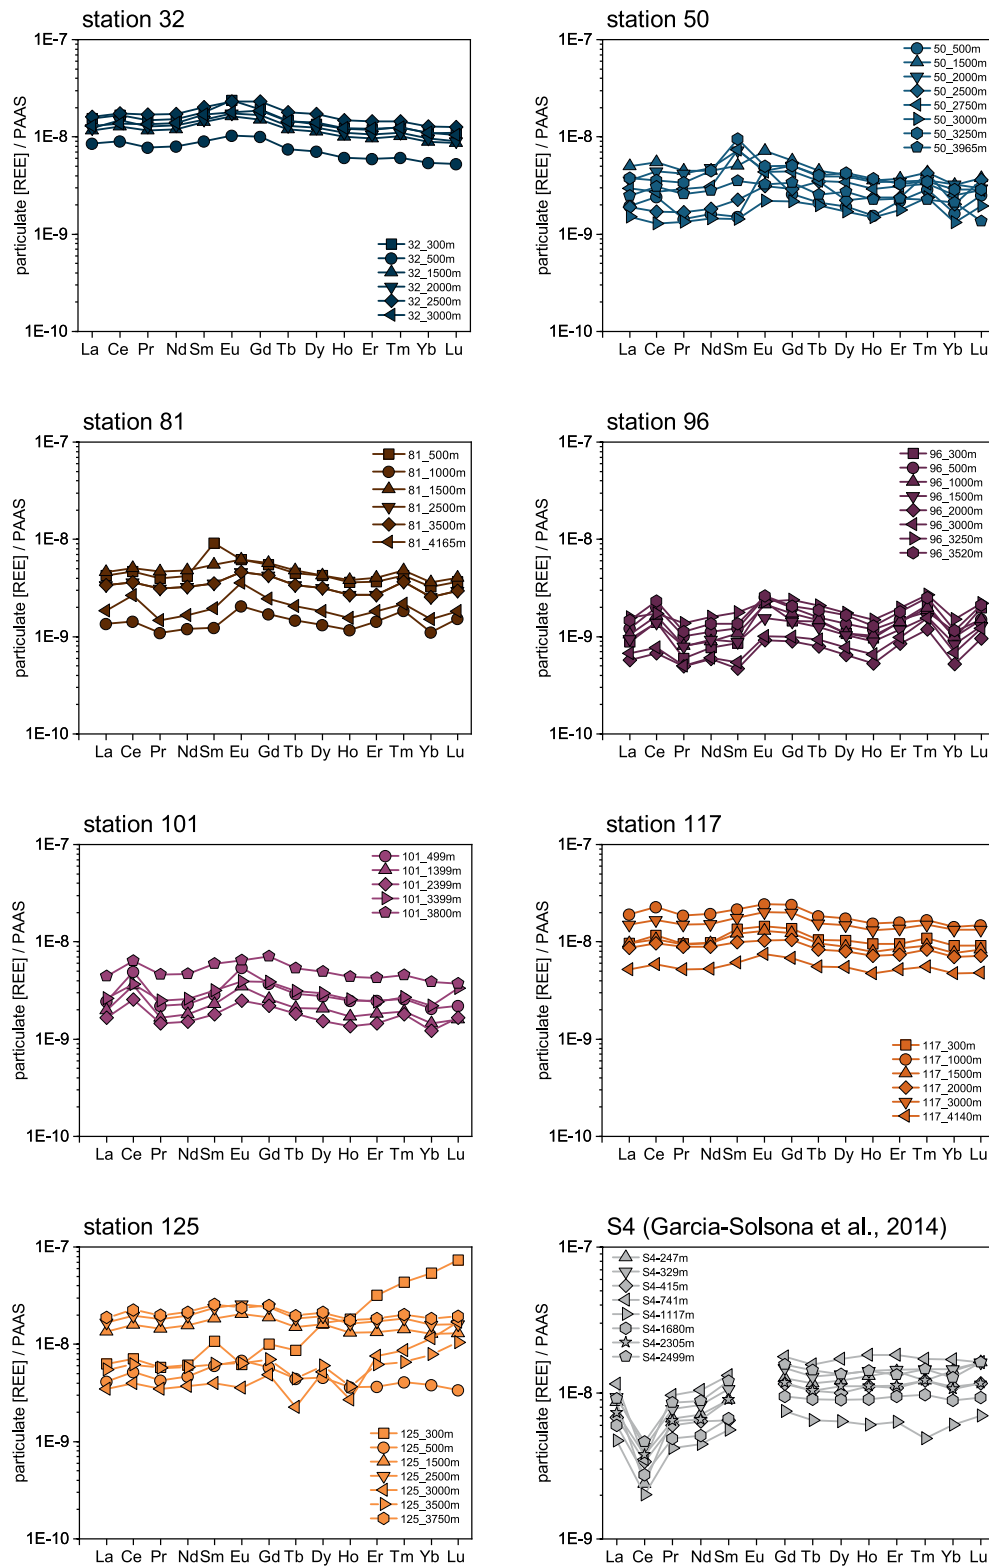 station 32
particulate [REE] / PAAS
1E-7
1E-8
1E-9
1E-10
32_300m
32_500m
32_1500m
32_2000m
32_2500m
32_3000m
La Ce Pr Nd Sm Eu Gd Tb Dy Ho Er Tm Yb Lu
station 50
particulate [REE] / PAAS
1E-7
1E-8
1E-9
1E-10
50_500m
50_1500m
50_2000m
50_2500m
50_2750m
50_3000m
50_3250m
50_3965m
La Ce Pr Nd Sm Eu Gd Tb Dy Ho Er Tm Yb Lu
station 81
particulate [REE] / PAAS
1E-7
1E-8
1E-9
1E-10
81_500m
81_1000m
81_1500m
81_2500m
81_3500m
81_4165m
La Ce Pr Nd Sm Eu Gd Tb Dy Ho Er Tm Yb Lu
station 96
particulate [REE] / PAAS
1E-7
1E-8
1E-9
1E-10
96_300m
96_500m
96_1000m
96_1500m
96_2000m
96_3000m
96_3250m
96_3520m
La Ce Pr Nd Sm Eu Gd Tb Dy Ho Er Tm Yb Lu
station 101
particulate [REE] / PAAS
1E-7
1E-8
1E-9
1E-10
101_499m
101_1399m
101_2399m
101_3399m
101_3800m
La Ce Pr Nd Sm Eu Gd Tb Dy Ho Er Tm Yb Lu
station 117
particulate [REE] / PAAS
1E-7
1E-8
1E-9
1E-10
117_300m
117_1000m
117_1500m
117_2000m
117_3000m
117_4140m
La Ce Pr Nd Sm Eu Gd Tb Dy Ho Er Tm Yb Lu
station 125
particulate [REE] / PAAS
1E-7
1E-8
1E-9
1E-10
125_300m
125_500m
125_1500m
125_2500m
125_3000m
125_3500m
125_3750m
La Ce Pr Nd Sm Eu Gd Tb Dy Ho Er Tm Yb Lu
S4 (Garcia-Solsona et al., 2014)
particulate [REE] / PAAS
1E-7
1E-8
1E-9
S4-247m
S4-329m
S4-415m
S4-741m
S4-1117m
S4-1680m
S4-2305m
S4-2499m
La Ce Pr Nd Sm Eu Gd Tb Dy Ho Er Tm Yb Lu